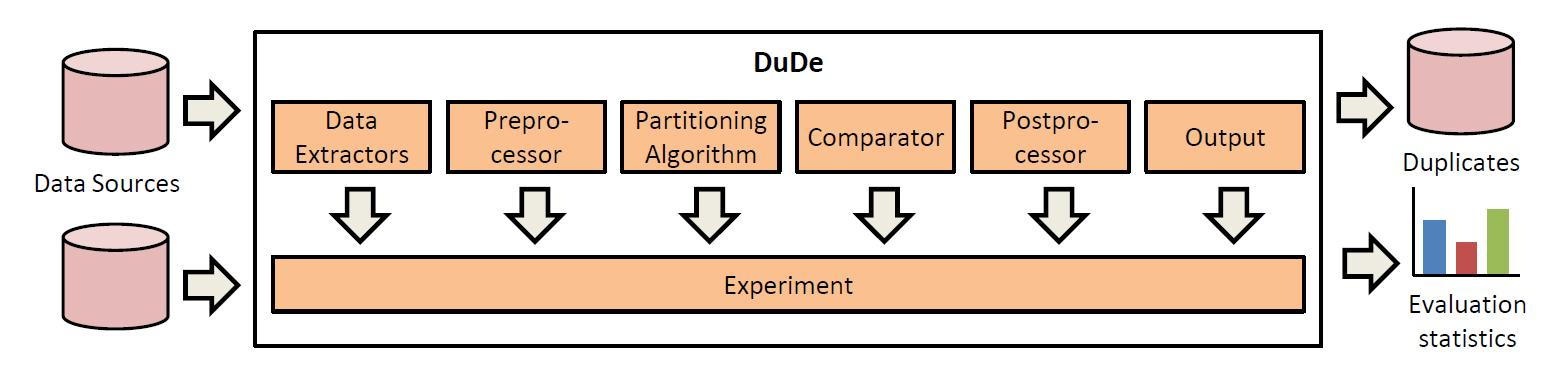 DuDe
Data Sources
Data
Extractors
Prepro-
cessor
Partitioning
Algorithm
Comparator
Postpro-
cessor
Output
Experiment
Duplicates
Evaluation
statistics